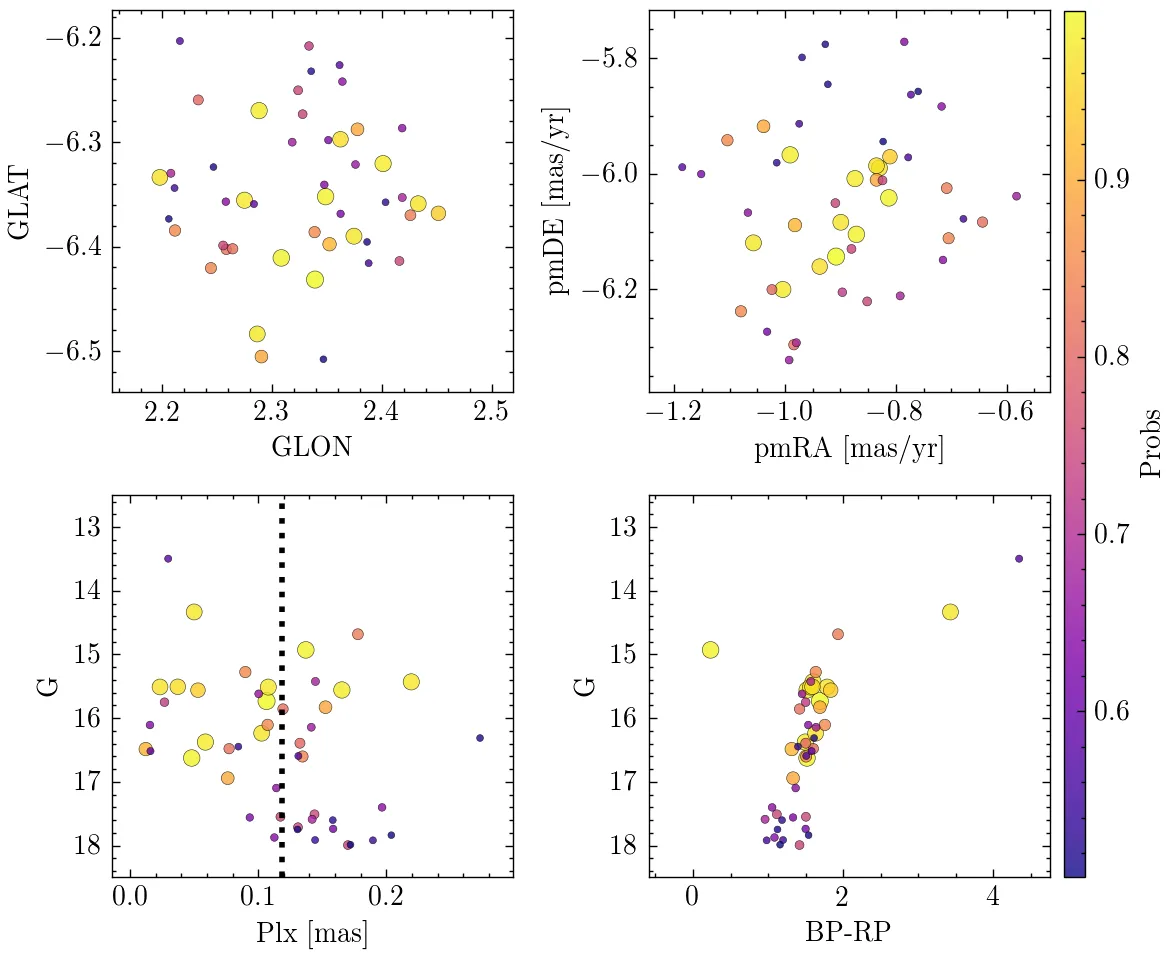 −6.2
−6.3
−6.4
−6.5
GLAT
2.2 2.3 2.4 2.5
GLON
−5.8
−6.0
−6.2
pmDE [mas/yr]
−1.2 −1.0 −0.8 −0.6
pmRA [mas/yr]
0.9
0.8
0.7
0.6
Probs
13
14
15
16
17
18
G
0.0 0.1 0.2
Plx [mas]
13
14
15
16
17
18
G
0 2 4
BP-RP